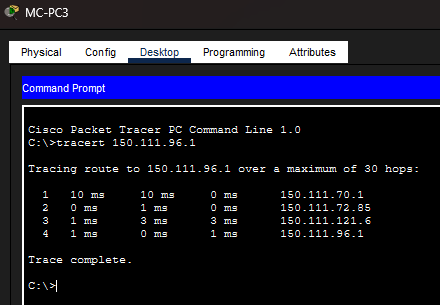 MC-PC3
Physical Config Desktop Programming Attributes
Command Prompt
Cisco Packet Tracer PC Command Line 1.0
C:\>tracert 150.111.96.1
Tracing route to 150.111.96.1 over a maximum of 30 hops:
1 10 ms 10 ms 0 ms 150.111.70.1
2 0 ms 1 ms 0 ms 150.111.72.85
3 1 ms 3 ms 3 ms 150.111.121.6
4 1 ms 0 ms 1 ms 150.111.96.1
Trace complete.
C:\>